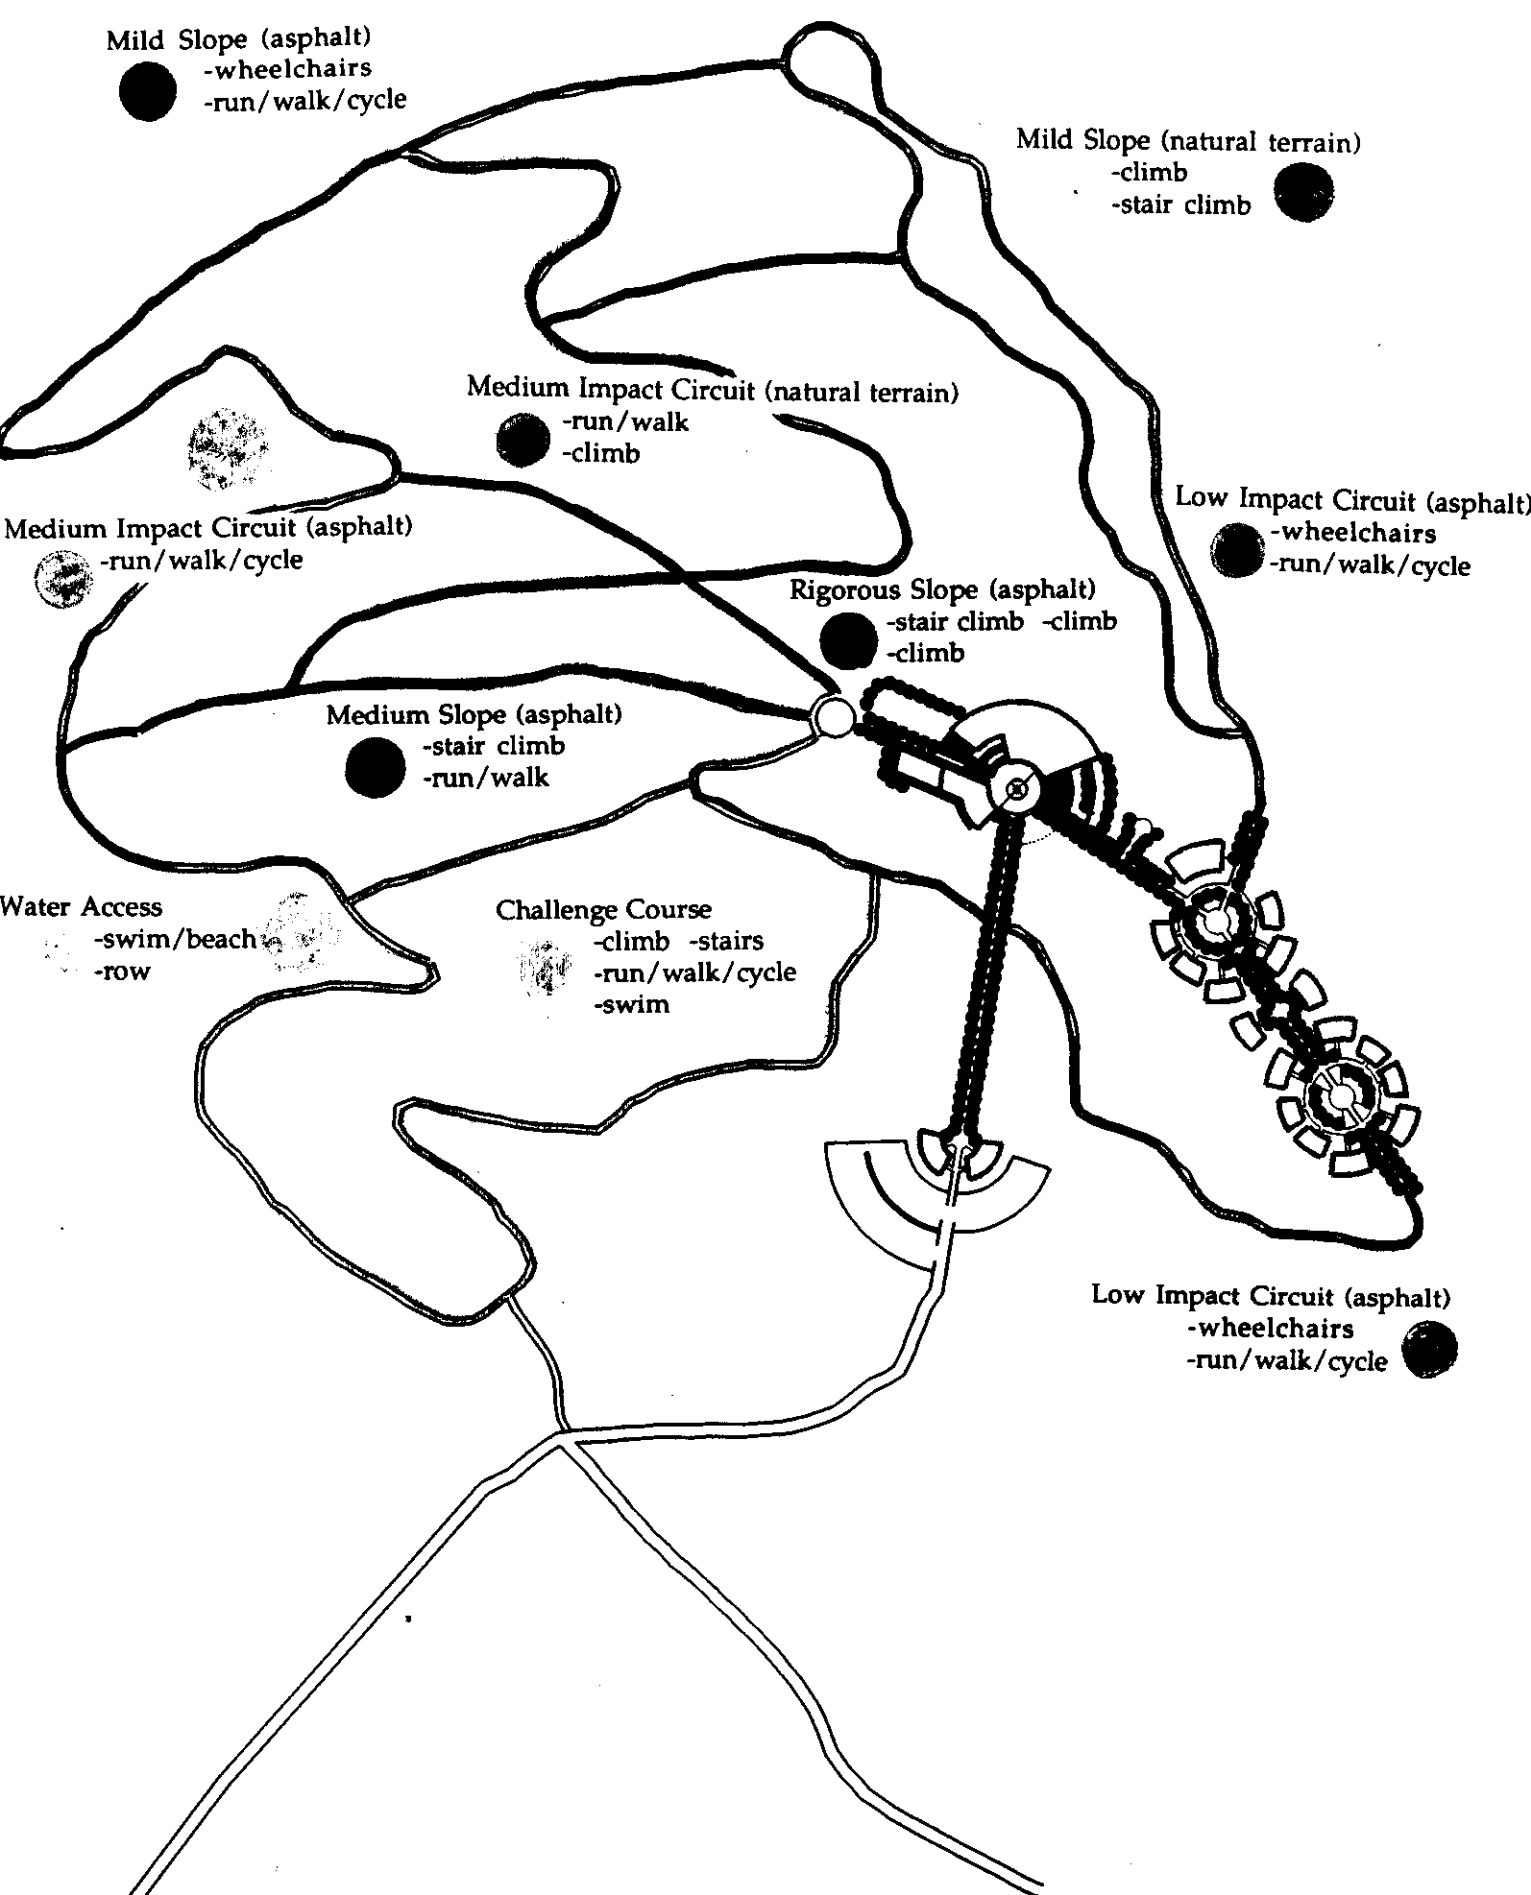 Mild Slope (asphalt)
-wheelchairs
-run/walk/cycle
Mild Slope (natural terrain)
-climb
-stair climb
Medium Impact Circuit (natural terrain)
-run/walk
-climb
Low Impact Circuit (asphalt)
-wheelchairs
-run/walk/cycle
Medium Impact Circuit (asphalt)
-run/walk/cycle
Rigorous Slope (asphalt)
-stair climb -climb
-climb
Medium Slope (asphalt)
-stair climb
-run/walk
Water Access
-swim/beach
-row
Challenge Course
-climb -stairs
-run/walk/cycle
-swim
Low Impact Circuit (asphalt)
-wheelchairs
-run/walk/cycle